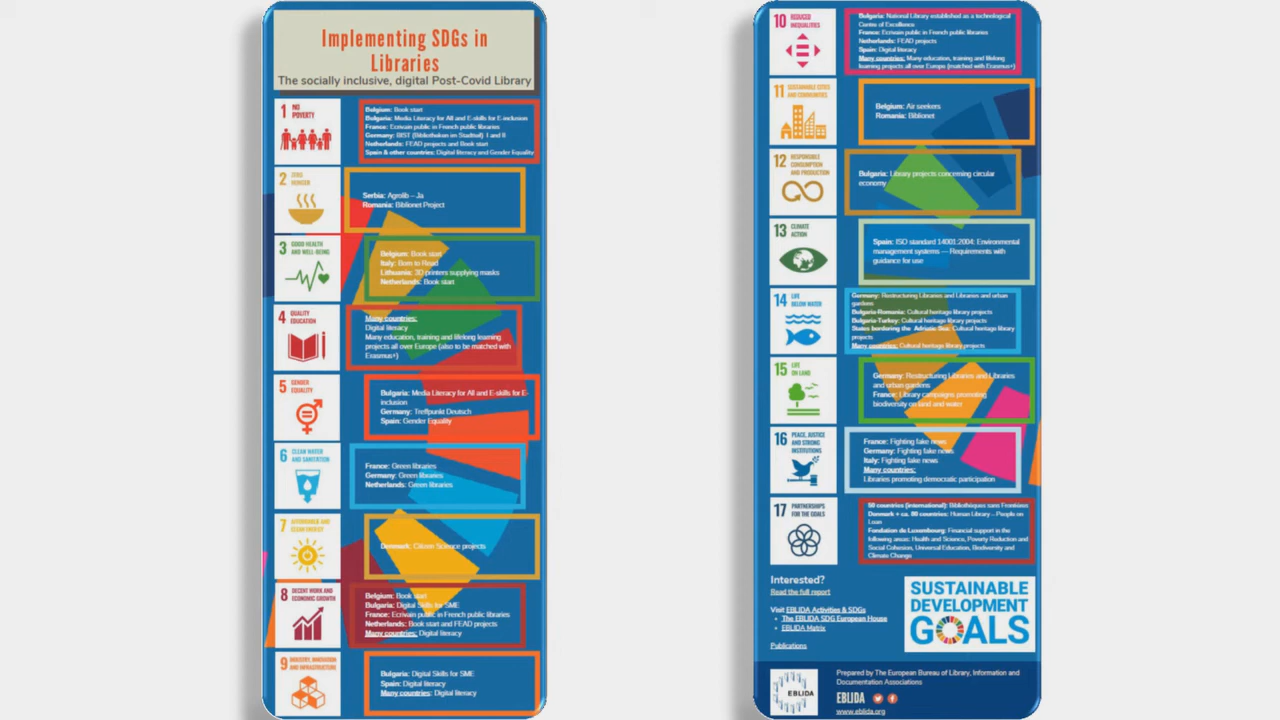 Implementing SDGs in
Libraries
The socially inclusive, digital Post-Covid Library
1 NO
POVERTY
Belgium: Book start
Bulgaria: Media Literacy for All and E-skills for E-inclusion
France: Ecrivain public in French public libraries
Germany: BIST (Bibliotheken im Stadtteil) I and II
Netherlands: FEAD projects and Book start
Spain & other countries: Digital literacy and Gender Equality
2 ZERO
HUNGER
Serbia: Agrolib – Ja
Romania: Biblionet Project
3 GOOD HEALTH
AND WELL-BEING
Belgium: Book start
Italy: Born to Read
Lithuania: 3D printers supplying masks
Netherlands: Book start
4 QUALITY
EDUCATION
Many countries:
Digital literacy
Many education, training and lifelong learning
projects all over Europe (also to be matched with
Erasmus+)
5 GENDER
EQUALITY
Bulgaria: Media Literacy for All and E-skills for E-
inclusion
Germany: Treffpunkt Deutsch
Spain: Gender Equality
6 CLEAN WATER
AND SANITATION
France: Green libraries
Germany: Green libraries
Netherlands: Green libraries
7 AFFORDABLE AND
CLEAN ENERGY
Denmark: Citizen Science projects
8 DECENT WORK AND
ECONOMIC GROWTH
Belgium: Book start
Bulgaria: Digital Skills for SME
France: Ecrivain public in French public libraries
Netherlands: Book start and FEAD projects
Many countries: Digital literacy
9 INDUSTRY, INNOVATION
AND INFRASTRUCTURE
Bulgaria: Digital Skills for SME
Spain: Digital literacy
Many countries: Digital literacy
10 REDUCED
INEQUALITIES
Bulgaria: National Library established as a technological
Centre of Excellence
France: Ecrivain public in French public libraries
Netherlands: FEAD projects
Spain: Digital literacy
Many countries: Many education, training and lifelong
learning projects all over Europe (matched with Erasmus+)
11 SUSTAINABLE CITIES
AND COMMUNITIES
Belgium: Air seekers
Romania: Biblionet
12 RESPONSIBLE
CONSUMPTION
AND PRODUCTION
Bulgaria: Library projects concerning circular
economy
13 CLIMATE
ACTION
Spain: ISO standard 14001:2004: Environmental
management systems — Requirements with
guidance for use
14 LIFE
BELOW WATER
Germany: Restructuring Libraries and Libraries and urban
gardens
Bulgaria-Romania: Cultural heritage library projects
Bulgaria-Turkey: Cultural heritage library projects
States bordering the Adriatic Sea: Cultural heritage library
projects
Many countries: Cultural heritage library projects
15 LIFE
ON LAND
Germany: Restructuring Libraries and Libraries
and urban gardens
France: Library campaigns promoting
biodiversity on land and water
16 PEACE, JUSTICE
AND STRONG
INSTITUTIONS
France: Fighting fake news
Germany: Fighting fake news
Italy: Fighting fake news
Many countries:
Libraries promoting democratic participation
17 PARTNERSHIPS
FOR THE GOALS
50 countries (international): Bibliothèques sans Frontières
Denmark + ca. 80 countries: Human Library – People on
Loan
Fondation de Luxembourg: Financial support in the
following areas: Health and Science, Poverty Reduction and
Social Cohesion, Universal Education, Biodiversity and
Climate Change
Interested?
Read the full report
Visit EBLIDA Activities & SDGs
• The EBLIDA SDG European House
• EBLIDA Matrix
Publications
SUSTAINABLE
DEVELOPMENT
GOALS
EBLIDA
Prepared by The European Bureau of Library, Information and
Documentation Associations
EBLIDA
www.eblida.org